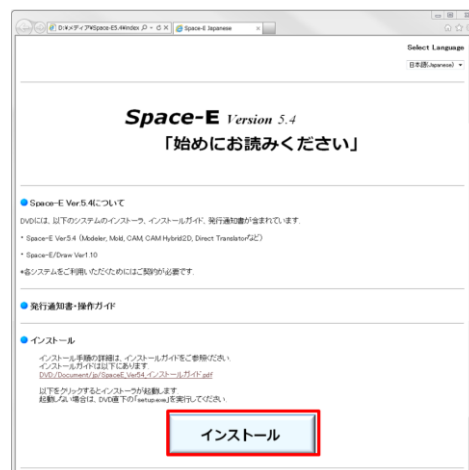 D:¥メディア¥Space-E5.4¥index
Space-E Japanese
Select Language
日本語(Japanese)
Space-E Version 5.4
「始めにお読みください」
Space-E Ver.5.4について
DVDには、以下のシステムのインストーラ、インストールガイド、発行通知書が含まれています.
* Space-E Ver.5.4 (Modeler, Mold, CAM, CAM Hybrid2D, Direct Translatorなど)
* Space-E/Draw Ver1.10
*各システムをご利用いただくためにはご契約が必要です.
発行通知書・操作ガイド
インストール
インストール手順の詳細は、インストールガイドをご参照ください.
インストールガイドは以下にあります.
DVD:/Document/jp/SpaceE_Ver54_インストールガイド.pdf
以下をクリックするとインストーラが起動します.
起動しない場合は、DVD直下の「setup.exe」を実行してください.
インストール